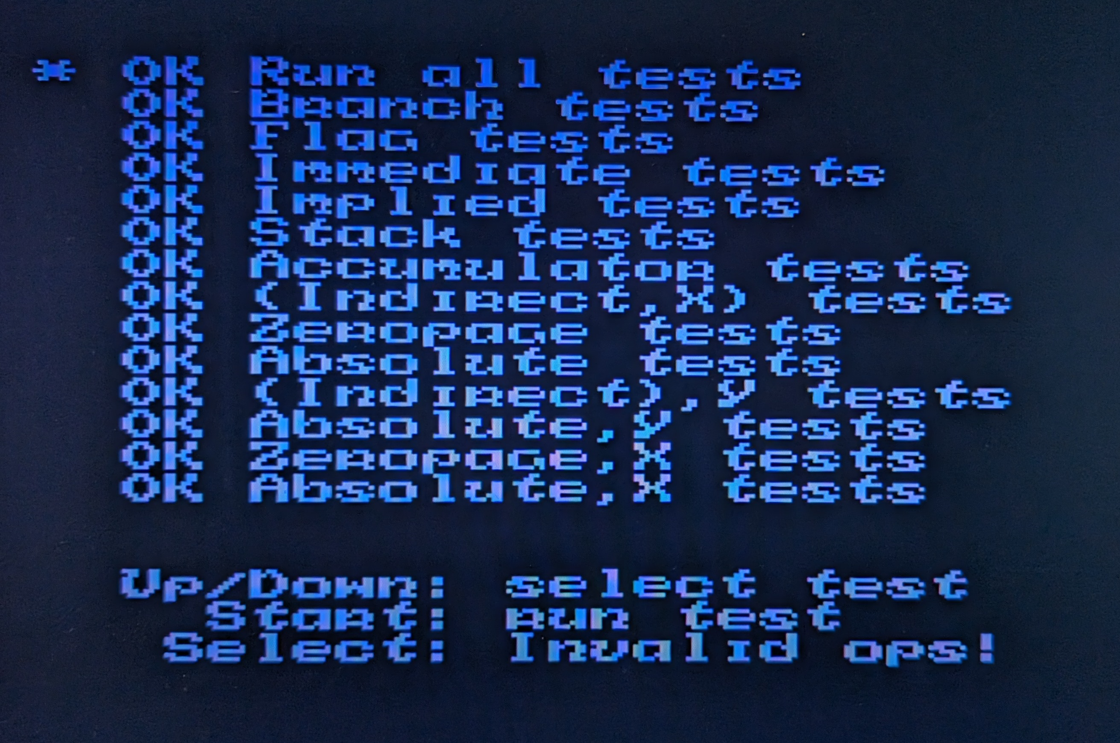 * OK Run all tests
OK Branch tests
OK Flag tests
OK Immediate tests
OK Implied tests
OK Stack tests
OK Accumulator tests
OK (Indirect,X) tests
OK Zeropage tests
OK Absolute tests
OK (Indirect),Y tests
OK Absolute,Y tests
OK Zeropage,X tests
OK Absolute,X tests
Up/Down: select test
Start: run test
Select: Invalid ops!